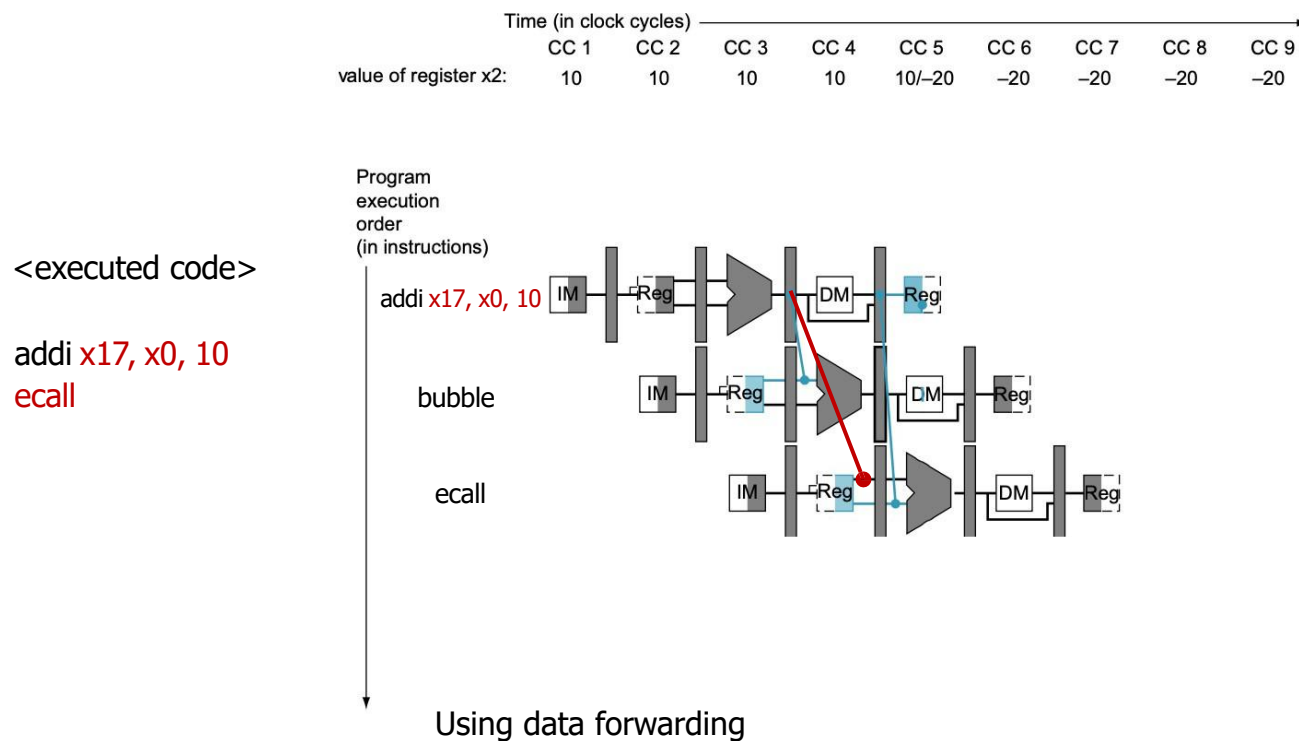 Time (in clock cycles)
CC 1 CC 2 CC 3 CC 4 CC 5 CC 6 CC 7 CC 8 CC 9
value of register x2: 10 10 10 10 10/–20 –20 –20 –20 –20
Program
execution
order
(in instructions)
<executed code>
addi x17, x0, 10
ecall
addi x17, x0, 10
IM Reg DM Reg
bubble
IM Reg DM Reg
ecall
IM Reg DM Reg
Using data forwarding